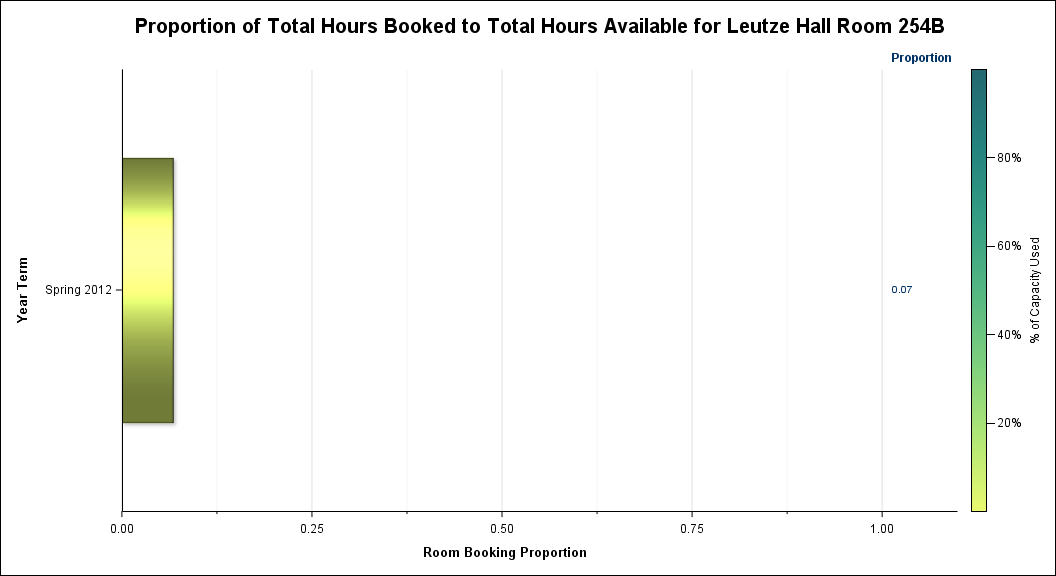 Proportion of Total Hours Booked to Total Hours Available for Leutze Hall Room 254B
Proportion
Year Term
Spring 2012
0.07
80%
60%
40%
20%
% of Capacity Used
0.00 0.25 0.50 0.75 1.00
Room Booking Proportion